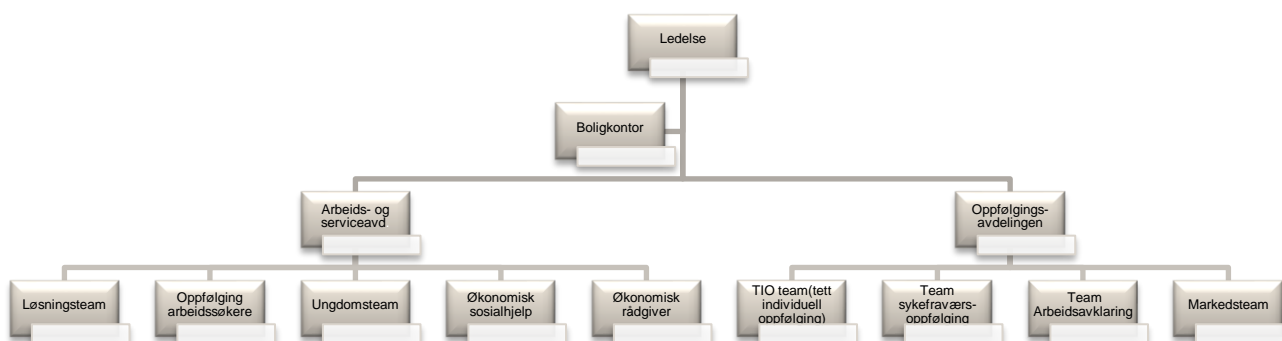 Ledelse
Boligkontor
Arbeids- og
serviceavd
Oppfølgings-
avdelingen
Løsningsteam
Oppfølging
arbeidssøkere
Ungdomsteam
Økonomisk
sosialhjelp
Økonomisk
rådgiver
TIO team(tett
individuell
oppfølging)
Team
sykefraværs-
oppfølging
Team
Arbeidsavklaring
Markedsteam